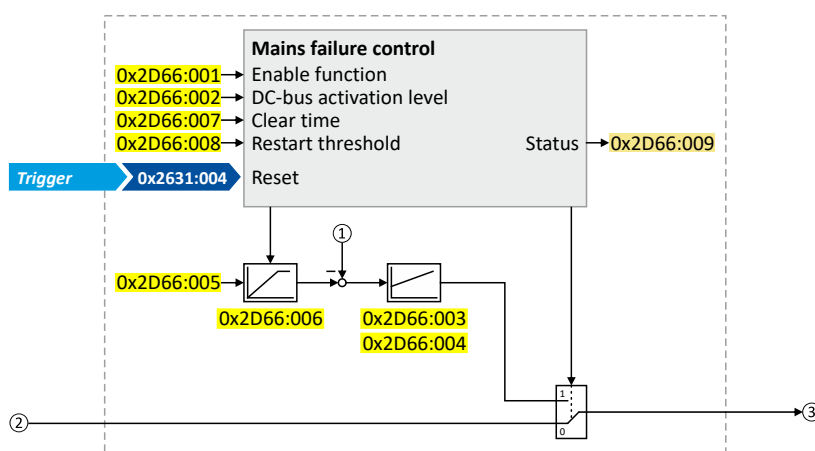 Mains failure control
0x2D66:001 Enable function
0x2D66:002 DC-bus activation level
0x2D66:007 Clear time
0x2D66:008 Restart threshold Status 0x2D66:009
Trigger 0x2631:004 Reset
1
0x2D66:005
0x2D66:006 0x2D66:003
0x2D66:004
1
2 3
0